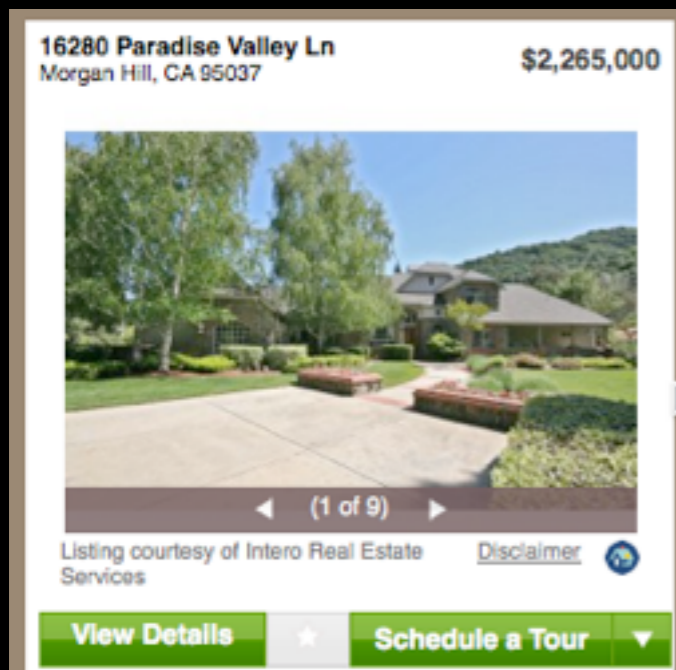 16280 Paradise Valley Ln
$2,265,000
Morgan Hill, CA 95037
(1 of 9)
Listing courtesy of Intero Real Estate
Services
Disclaimer
View Details
Schedule a Tour